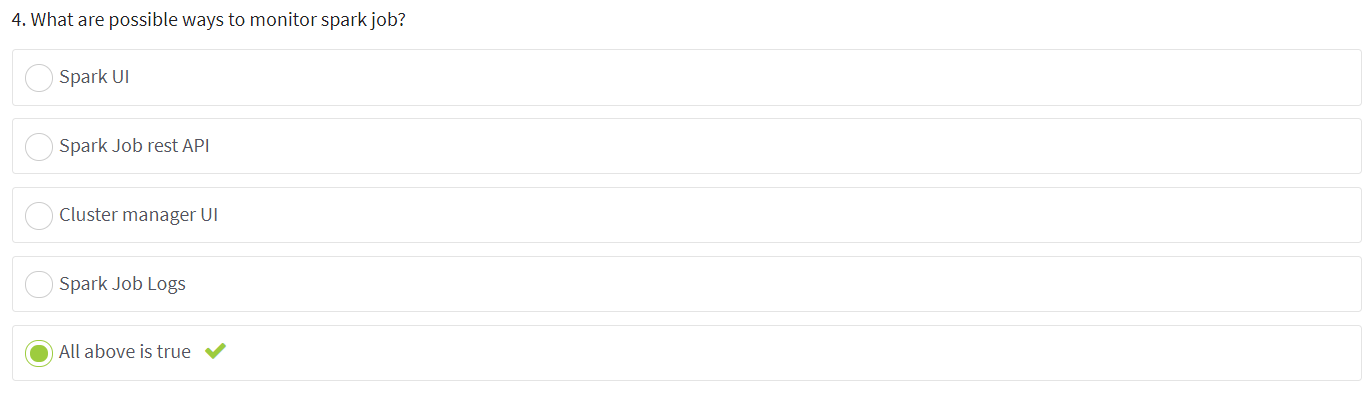 4. What are possible ways to monitor spark job?
Spark UI
Spark Job rest API
Cluster manager UI
Spark Job Logs
All above is true